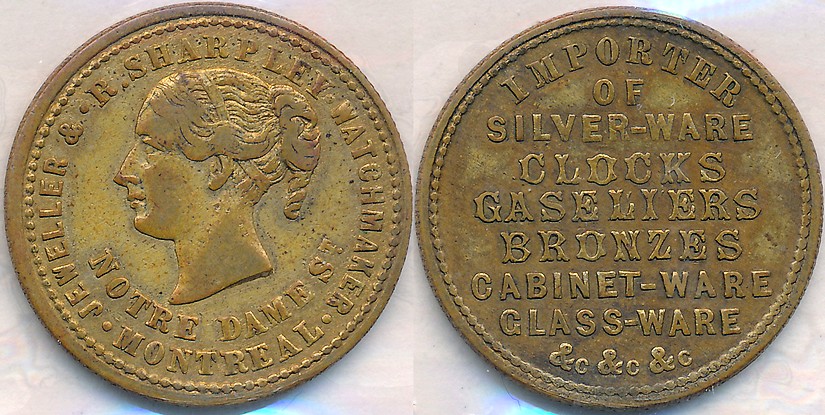 R. SHARPLEY. WATCHMAKER. JEWELLER & ·
NOTRE DAME ST.
· MONTREAL ·
IMPORTER
OF
SILVER-WARE
CLOCKS
GASELIERS
BRONZES
CABINET-WARE
GLASS-WARE
&c &c &c